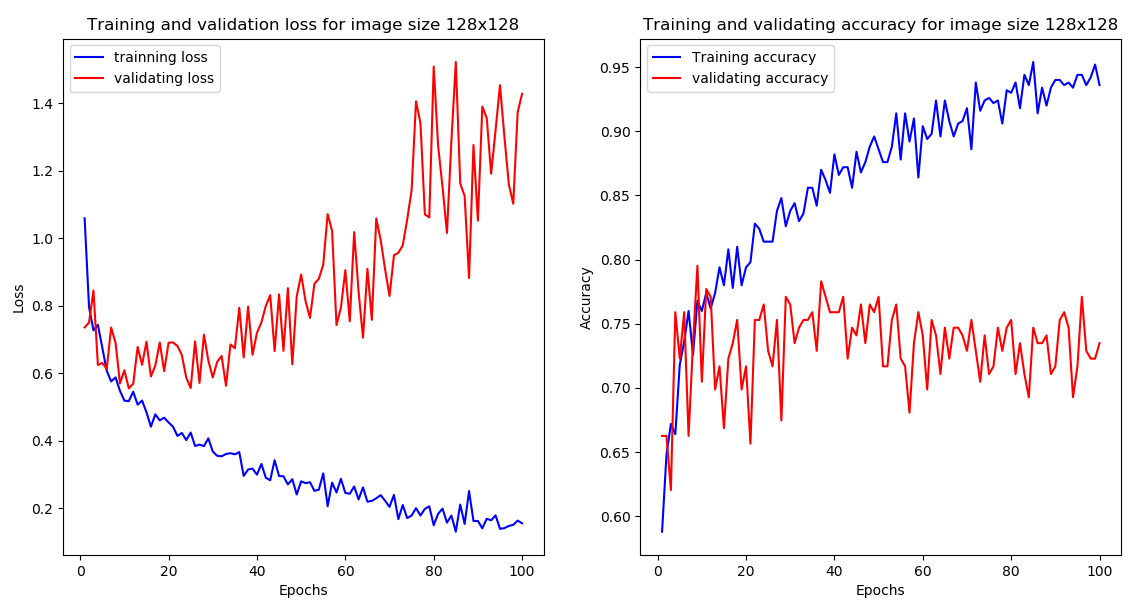 Training and validation loss for image size 128x128
trainning loss
validating loss
1.4
1.2
1.0
0.8
0.6
0.4
0.2
Loss
0 20 40 60 80 100
Epochs
Training and validating accuracy for image size 128x128
Training accuracy
validating accuracy
0.95
0.90
0.85
0.80
0.75
0.70
0.65
0.60
Accuracy
0 20 40 60 80 100
Epochs